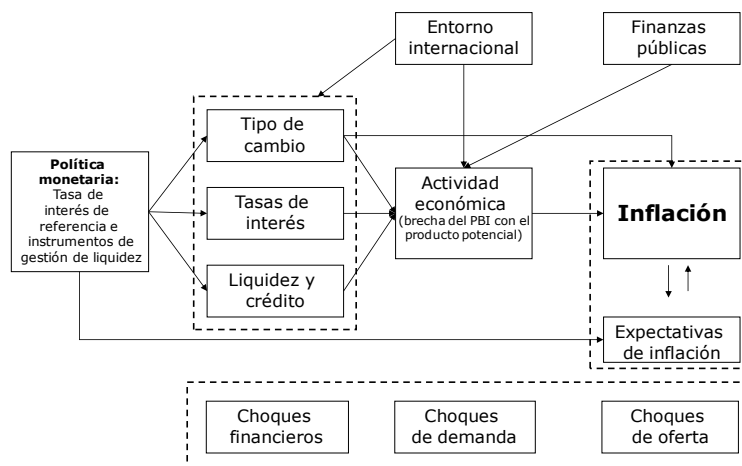 Entorno
internacional
Finanzas
públicas
Tipo de
cambio
Política
monetaria:
Tasa de
interés de
referencia e
instrumentos de
gestión de liquidez
Tasas de
interés
Actividad
económica
(brecha del PBI con el
producto potencial)
Inflación
Liquidez y
crédito
Expectativas
de inflación
Choques
financieros
Choques
de demanda
Choques
de oferta